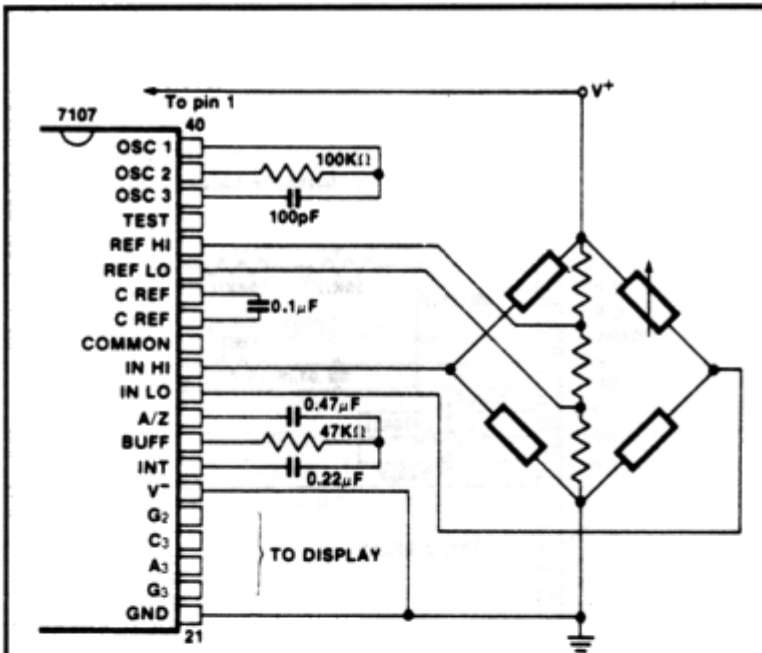 To pin 1
V+
7107
40
OSC 1
100KΩ
OSC 2
OSC 3
100pF
TEST
REF HI
REF LO
C REF
0.1µF
C REF
COMMON
IN HI
IN LO
0.47µF
A/Z
47KΩ
BUFF
INT
0.22µF
V−
G2
C3
TO DISPLAY
A3
G3
GND
21